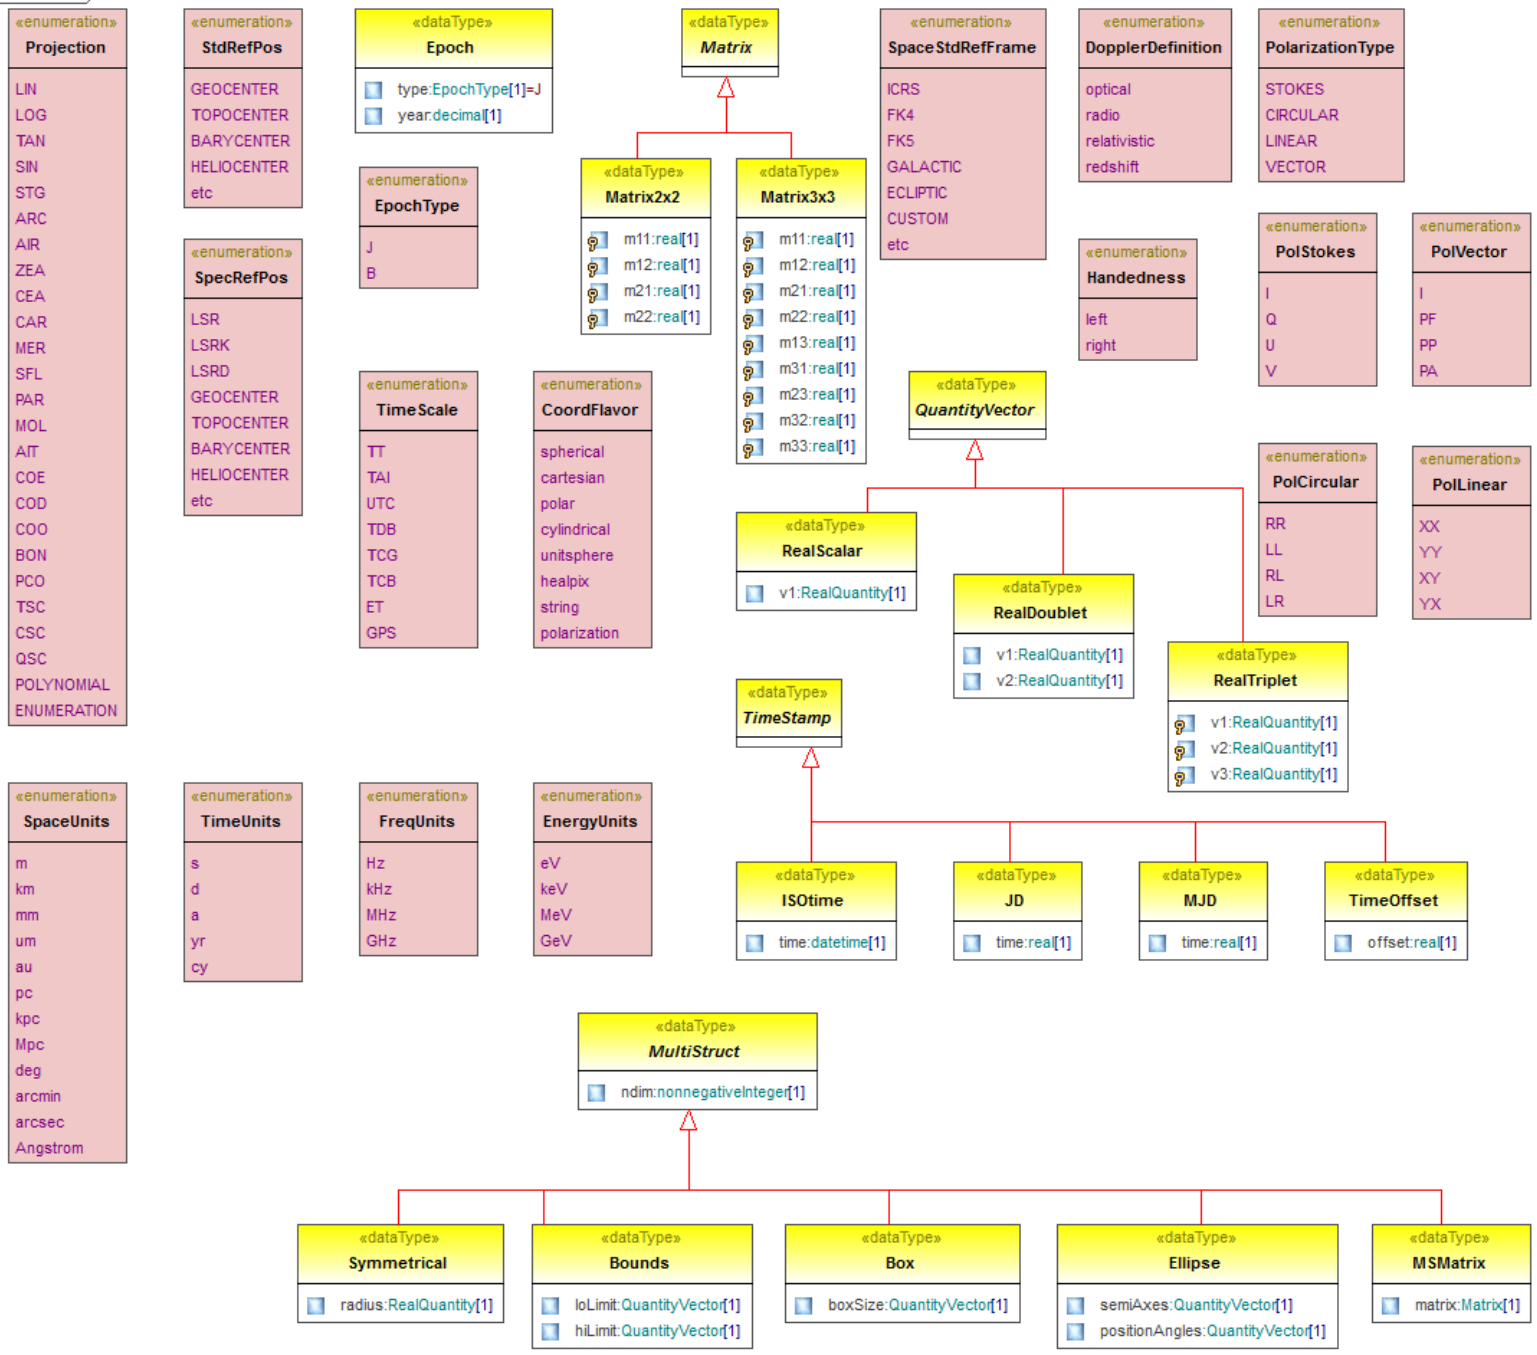 «enumeration»
Projection
LIN
LOG
TAN
SIN
STG
ARC
AIR
ZEA
CEA
CAR
MER
SFL
PAR
MOL
AIT
COE
COD
COO
BON
PCO
TSC
CSC
QSC
POLYNOMIAL
ENUMERATION
«enumeration»
StdRefPos
GEOCENTER
TOPOCENTER
BARYCENTER
HELIOCENTER
etc
«enumeration»
SpecRefPos
LSR
LSRK
LSRD
GEOCENTER
TOPOCENTER
BARYCENTER
HELIOCENTER
etc
«dataType»
Epoch
type:EpochType[1]=J
year:decimal[1]
«enumeration»
EpochType
J
B
«enumeration»
TimeScale
TT
TAI
UTC
TDB
TCG
TCB
ET
GPS
«enumeration»
CoordFlavor
spherical
cartesian
polar
cylindrical
unitsphere
healpix
string
polarization
«dataType»
Matrix
«dataType»
Matrix2x2
m11:real[1]
m12:real[1]
m21:real[1]
m22:real[1]
«dataType»
Matrix3x3
m11:real[1]
m12:real[1]
m21:real[1]
m22:real[1]
m13:real[1]
m31:real[1]
m23:real[1]
m32:real[1]
m33:real[1]
«enumeration»
SpaceStdRefFrame
ICRS
FK4
FK5
GALACTIC
ECLIPTIC
CUSTOM
etc
«enumeration»
DopplerDefinition
optical
radio
relativistic
redshift
«enumeration»
PolarizationType
STOKES
CIRCULAR
LINEAR
VECTOR
«enumeration»
Handedness
left
right
«enumeration»
PolStokes
I
Q
U
V
«enumeration»
PolVector
I
PF
PP
PA
«enumeration»
PolCircular
RR
LL
RL
LR
«enumeration»
PolLinear
XX
YY
XY
YX
«dataType»
QuantityVector
«dataType»
RealScalar
v1:RealQuantity[1]
«dataType»
RealDoublet
v1:RealQuantity[1]
v2:RealQuantity[1]
«dataType»
RealTriplet
v1:RealQuantity[1]
v2:RealQuantity[1]
v3:RealQuantity[1]
«dataType»
TimeStamp
«dataType»
ISOtime
time:datetime[1]
«dataType»
JD
time:real[1]
«dataType»
MJD
time:real[1]
«dataType»
TimeOffset
offset:real[1]
«enumeration»
SpaceUnits
m
km
mm
um
au
pc
kpc
Mpc
deg
arcmin
arcsec
Angstrom
«enumeration»
TimeUnits
s
d
a
yr
cy
«enumeration»
FreqUnits
Hz
kHz
MHz
GHz
«enumeration»
EnergyUnits
eV
keV
MeV
GeV
«dataType»
MultiStruct
ndim:nonnegativeInteger[1]
«dataType»
Symmetrical
radius:RealQuantity[1]
«dataType»
Bounds
loLimit:QuantityVector[1]
hiLimit:QuantityVector[1]
«dataType»
Box
boxSize:QuantityVector[1]
«dataType»
Ellipse
semiAxes:QuantityVector[1]
positionAngles:QuantityVector[1]
«dataType»
MSMatrix
matrix:Matrix[1]